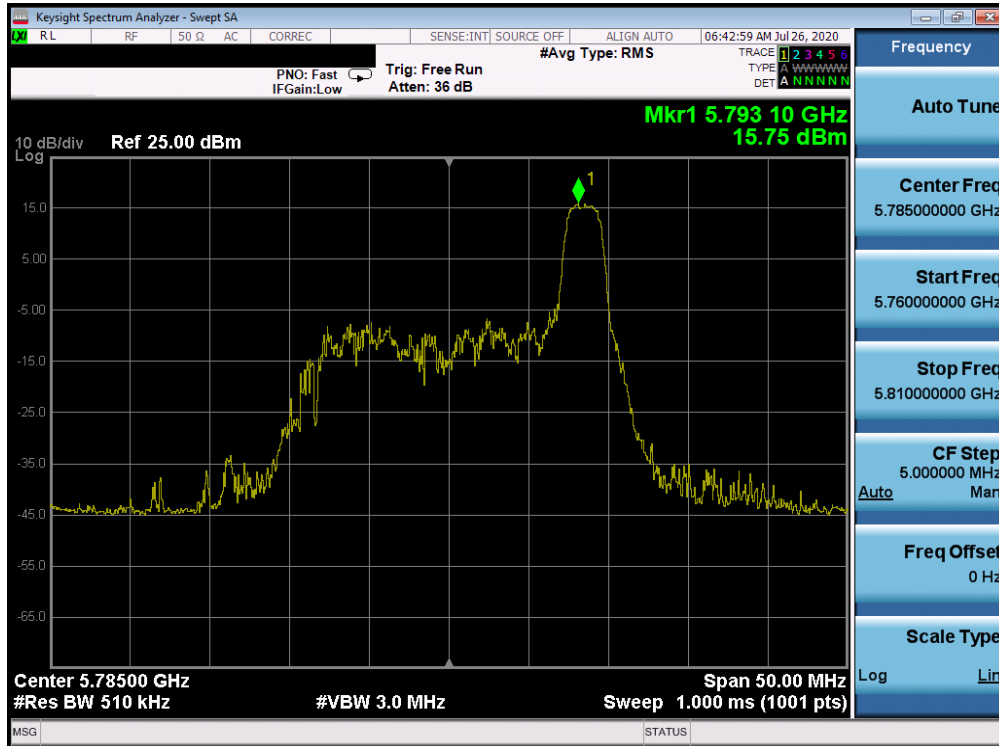 Keysight Spectrum Analyzer - Swept SA
LXI RL RF 50 Ω AC CORREC SENSE:INT SOURCE OFF ALIGN AUTO 06:42:59 AM Jul 26, 2020
PNO: Fast
IFGain:Low
Trig: Free Run
Atten: 36 dB
#Avg Type: RMS
TRACE 1 2 3 4 5 6
TYPE A WWWWW
DET A N N N N N
Mkr1 5.793 10 GHz
15.75 dBm
10 dB/div
Log
Ref 25.00 dBm
1
15.0
5.00
-5.00
-15.0
-25.0
-35.0
-45.0
-55.0
-65.0
Center 5.78500 GHz
#Res BW 510 kHz
#VBW 3.0 MHz
Span 50.00 MHz
Sweep 1.000 ms (1001 pts)
MSG
STATUS
Frequency
Auto Tune
Center Freq
5.785000000 GHz
Start Freq
5.760000000 GHz
Stop Freq
5.810000000 GHz
CF Step
5.000000 MHz
Auto Man
Freq Offset
0 Hz
Scale Type
Log Lin